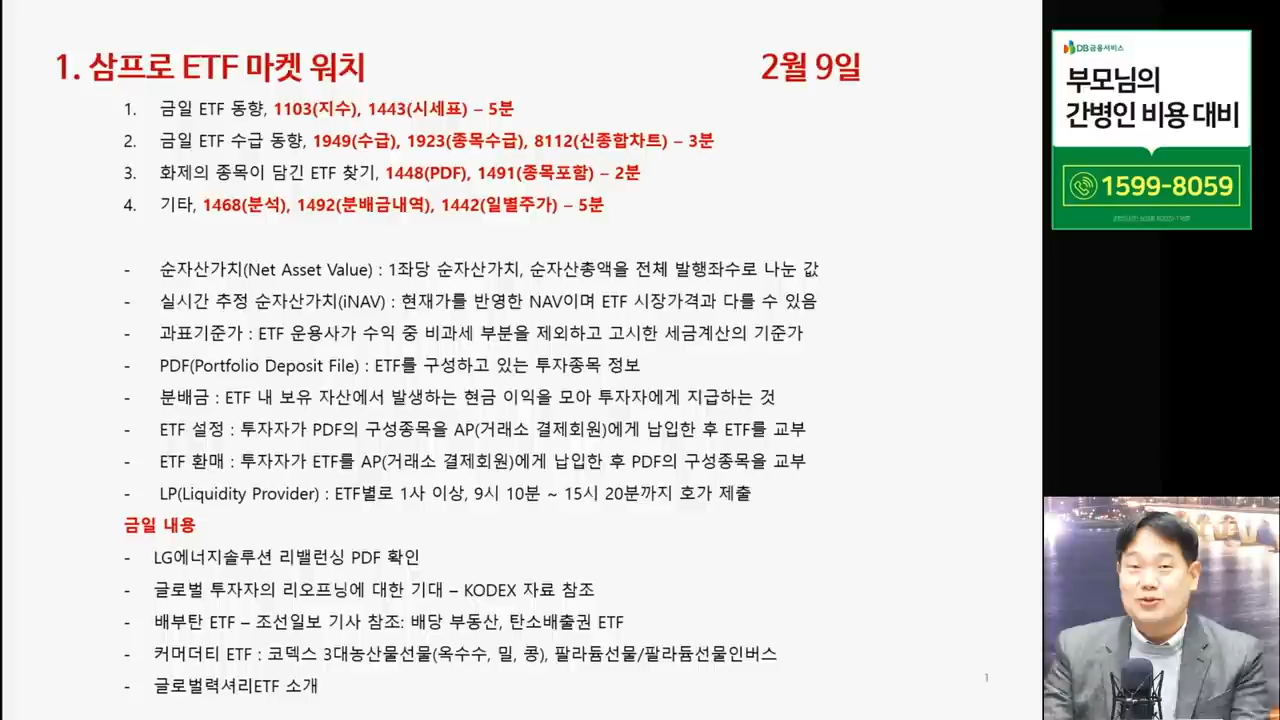 1. 삼프로 ETF 마켓 워치
2월 9일
1. 금일 ETF 동향, 1103(지수), 1443(시세표) – 5분
2. 금일 ETF 수급 동향, 1949(수급), 1923(종목수급), 8112(신종합차트) – 3분
3. 화제의 종목이 담긴 ETF 찾기, 1448(PDF), 1491(종목포함) – 2분
4. 기타, 1468(분석), 1492(분배금내역), 1442(일별주가) – 5분
- 순자산가치(Net Asset Value) : 1좌당 순자산가치, 순자산총액을 전체 발행좌수로 나눈 값
- 실시간 추정 순자산가치(iNAV) : 현재가를 반영한 NAV이며 ETF 시장가격과 다를 수 있음
- 과표기준가 : ETF 운용사가 수익 중 비과세 부분을 제외하고 고시한 세금계산의 기준가
- PDF(Portfolio Deposit File) : ETF를 구성하고 있는 투자종목 정보
- 분배금 : ETF 내 보유 자산에서 발생하는 현금 이익을 모아 투자자에게 지급하는 것
- ETF 설정 : 투자자가 PDF의 구성종목을 AP(거래소 결제회원)에게 납입한 후 ETF를 교부
- ETF 환매 : 투자자가 ETF를 AP(거래소 결제회원)에게 납입한 후 PDF의 구성종목을 교부
- LP(Liquidity Provider) : ETF별로 1사 이상, 9시 10분 ~ 15시 20분까지 호가 제출
금일 내용
- LG에너지솔루션 리밸런싱 PDF 확인
- 글로벌 투자자의 리오프닝에 대한 기대 – KODEX 자료 참조
- 배부탄 ETF – 조선일보 기사 참조: 배당 부동산, 탄소배출권 ETF
- 커머더티 ETF : 코덱스 3대농산물선물(옥수수, 밀, 콩), 팔라듐선물/팔라듐선물인버스
- 글로벌럭셔리ETF 소개
1
DB금융서비스
부모님의
간병인 비용 대비
1599-8059